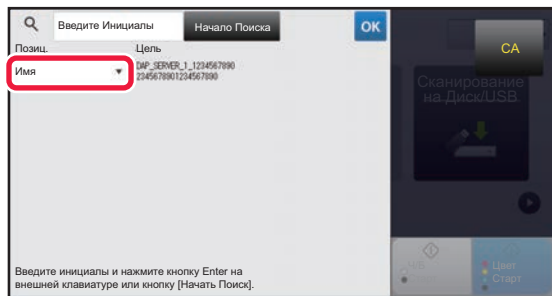 Введите Инициалы
Начало Поиска
OK
CA
Позиц.
Цель
Имя
DAP_SERVER_1_1234567890
2345678901234567890
Сканирование
на Диск/USB
Цвет
Старт
Введите инициалы и нажмите кнопку Enter на
внешней клавиатуре или кнопку [Начать Поиск].